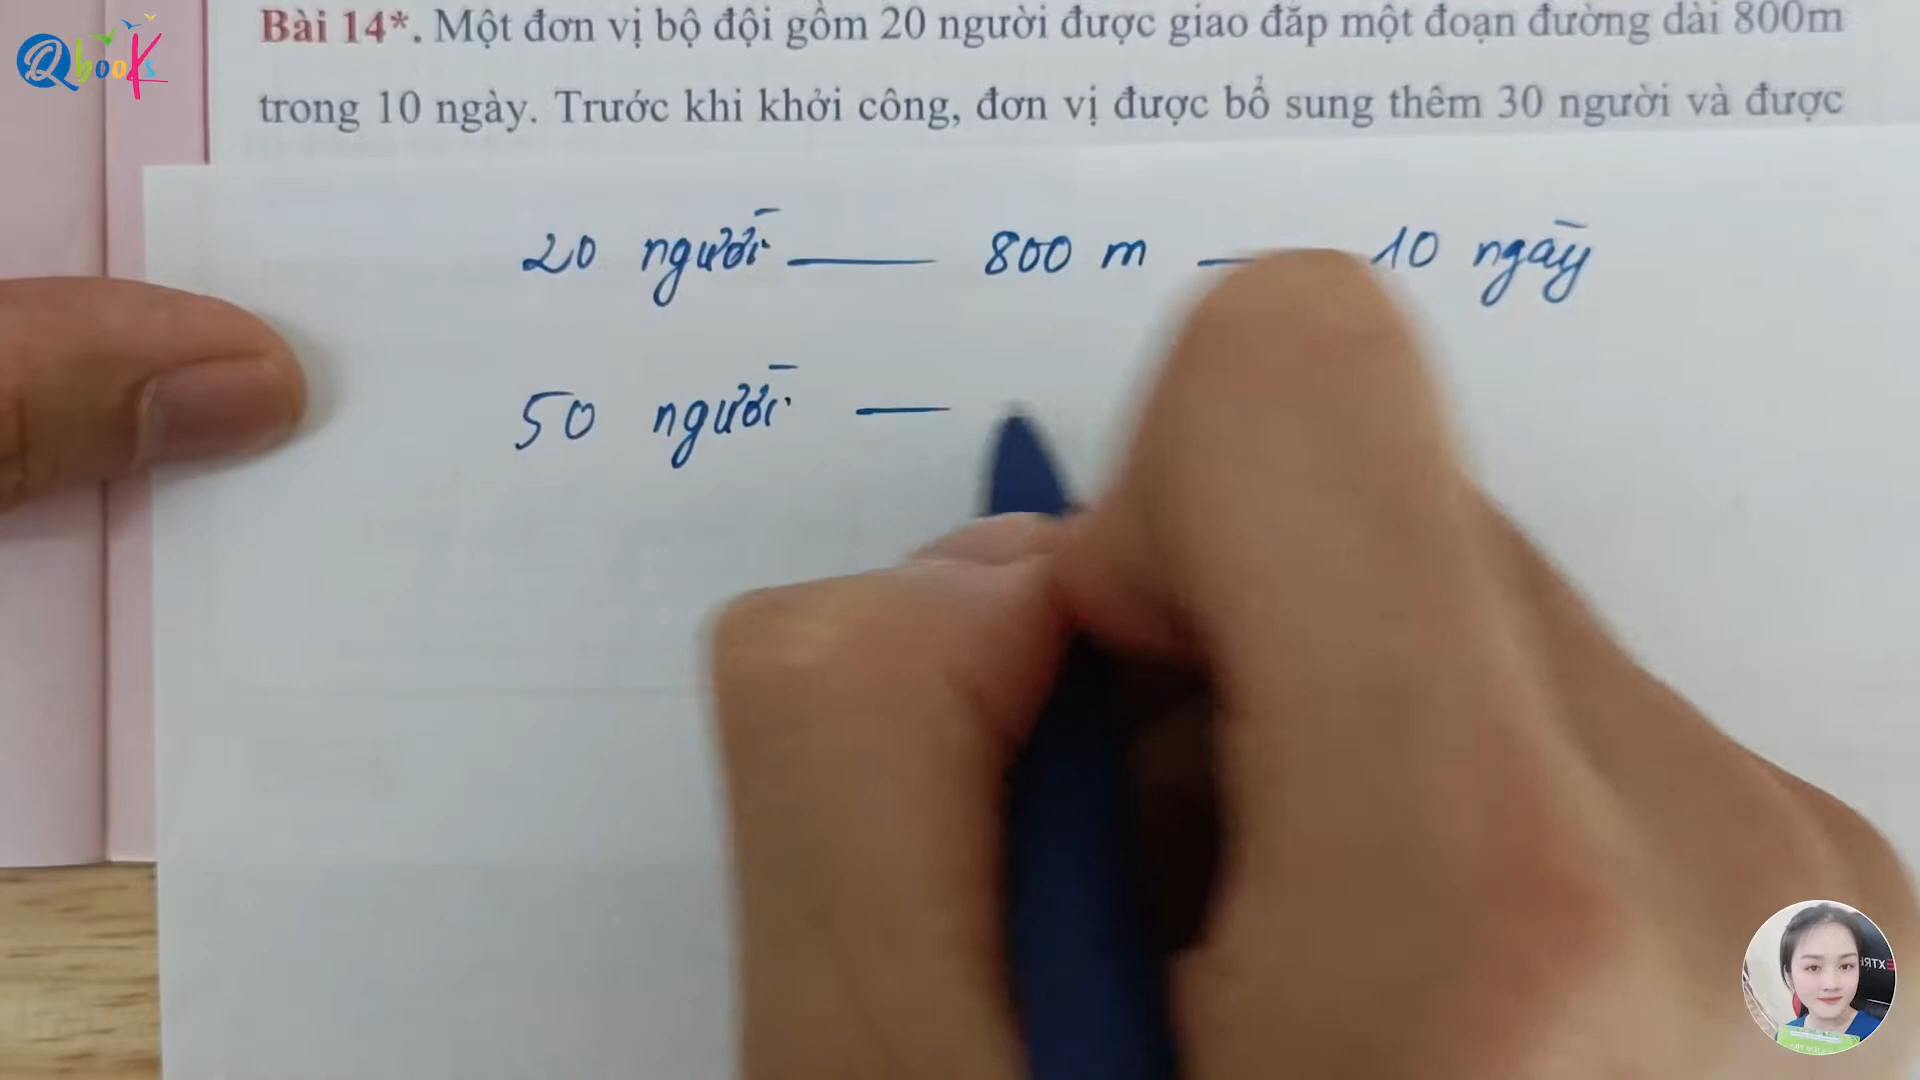 Qbooks
Bài 14*. Một đơn vị bộ đội gồm 20 người được giao đắp một đoạn đường dài 800m
trong 10 ngày. Trước khi khởi công, đơn vị được bổ sung thêm 30 người và được
20 người — 800 m — 10 ngày
50 người —